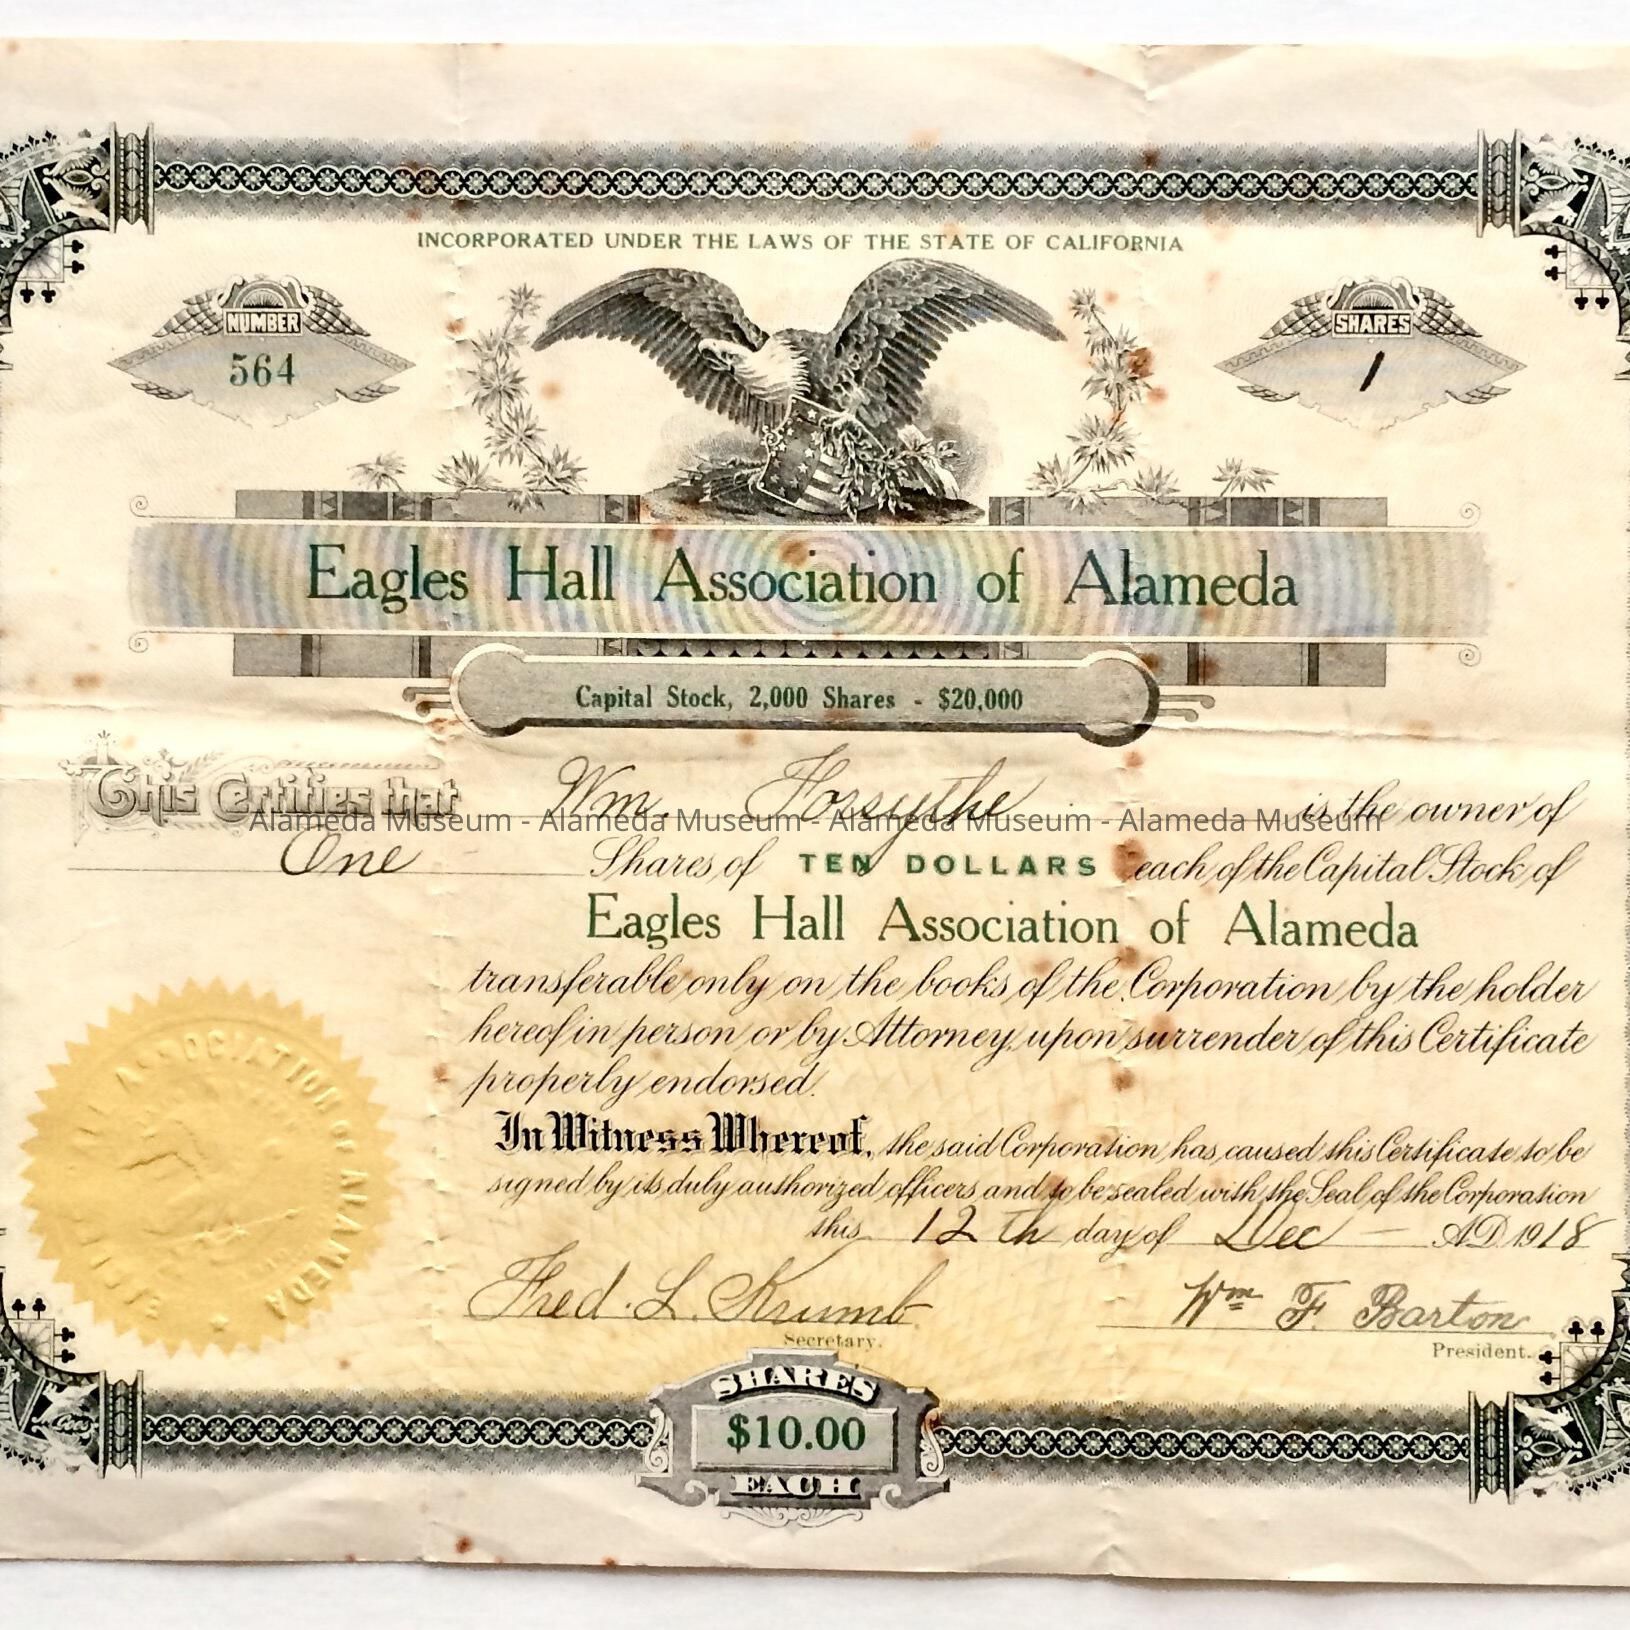 INCORPORATED UNDER THE LAWS OF THE STATE OF CALIFORNIA
NUMBER
564
SHARES
1
Eagles Hall Association of Alameda
Capital Stock, 2,000 Shares - $20,000
This Certifies that Wm. Forsythe is the owner of
Alameda Museum - Alameda Museum - Alameda Museum - Alameda Museum
One Shares of TEN DOLLARS each of the Capital Stock of
Eagles Hall Association of Alameda
transferable only on the books of the Corporation by the holder
hereof in person or by Attorney, upon surrender of this Certificate
properly endorsed.
In Witness Whereof, the said Corporation has caused this Certificate to be
signed by its duly authorized officers and to be sealed with the Seal of the Corporation
this 12th day of Dec - A.D. 1918
Fred. L. Krumb
Secretary.
Wm F. Barton
President.
ASSOCIATION OF ALAMEDA
SHARES
$10.00
EACH
Goes